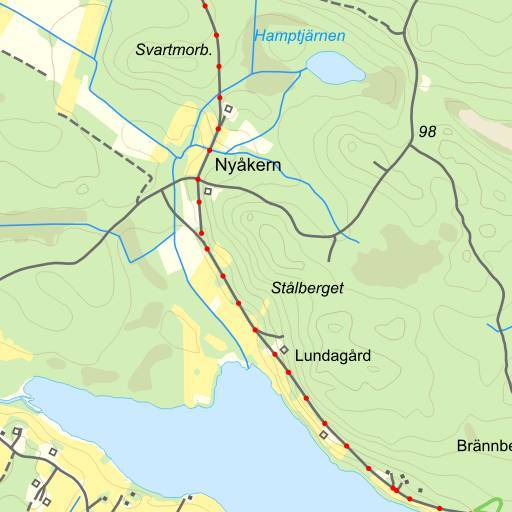 Hamptjärnen
Svartmorb.
98
Nyåkern
Stålberget
Lundagård
Brännbe